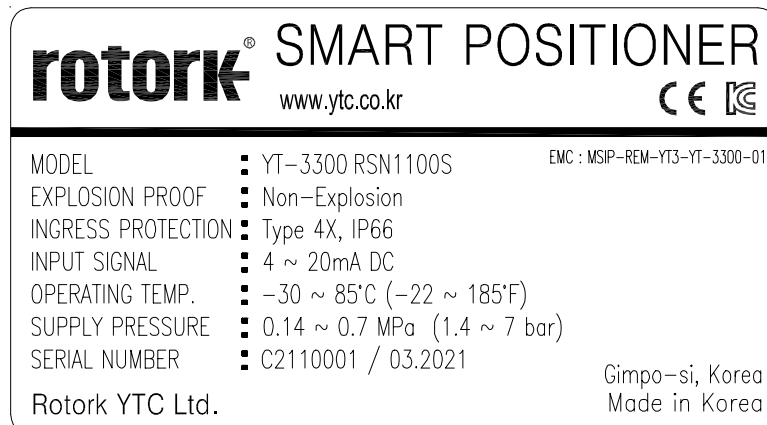 rotork® SMART POSITIONER
www.ytc.co.kr
CE KC
MODEL : YT-3300 RSN1100S
EMC : MSIP-REM-YT3-YT-3300-01
EXPLOSION PROOF : Non-Explosion
INGRESS PROTECTION : Type 4X, IP66
INPUT SIGNAL : 4 ~ 20mA DC
OPERATING TEMP. : -30 ~ 85°C (-22 ~ 185°F)
SUPPLY PRESSURE : 0.14 ~ 0.7 MPa (1.4 ~ 7 bar)
SERIAL NUMBER : C2110001 / 03.2021
Rotork YTC Ltd.
Gimpo-si, Korea
Made in Korea